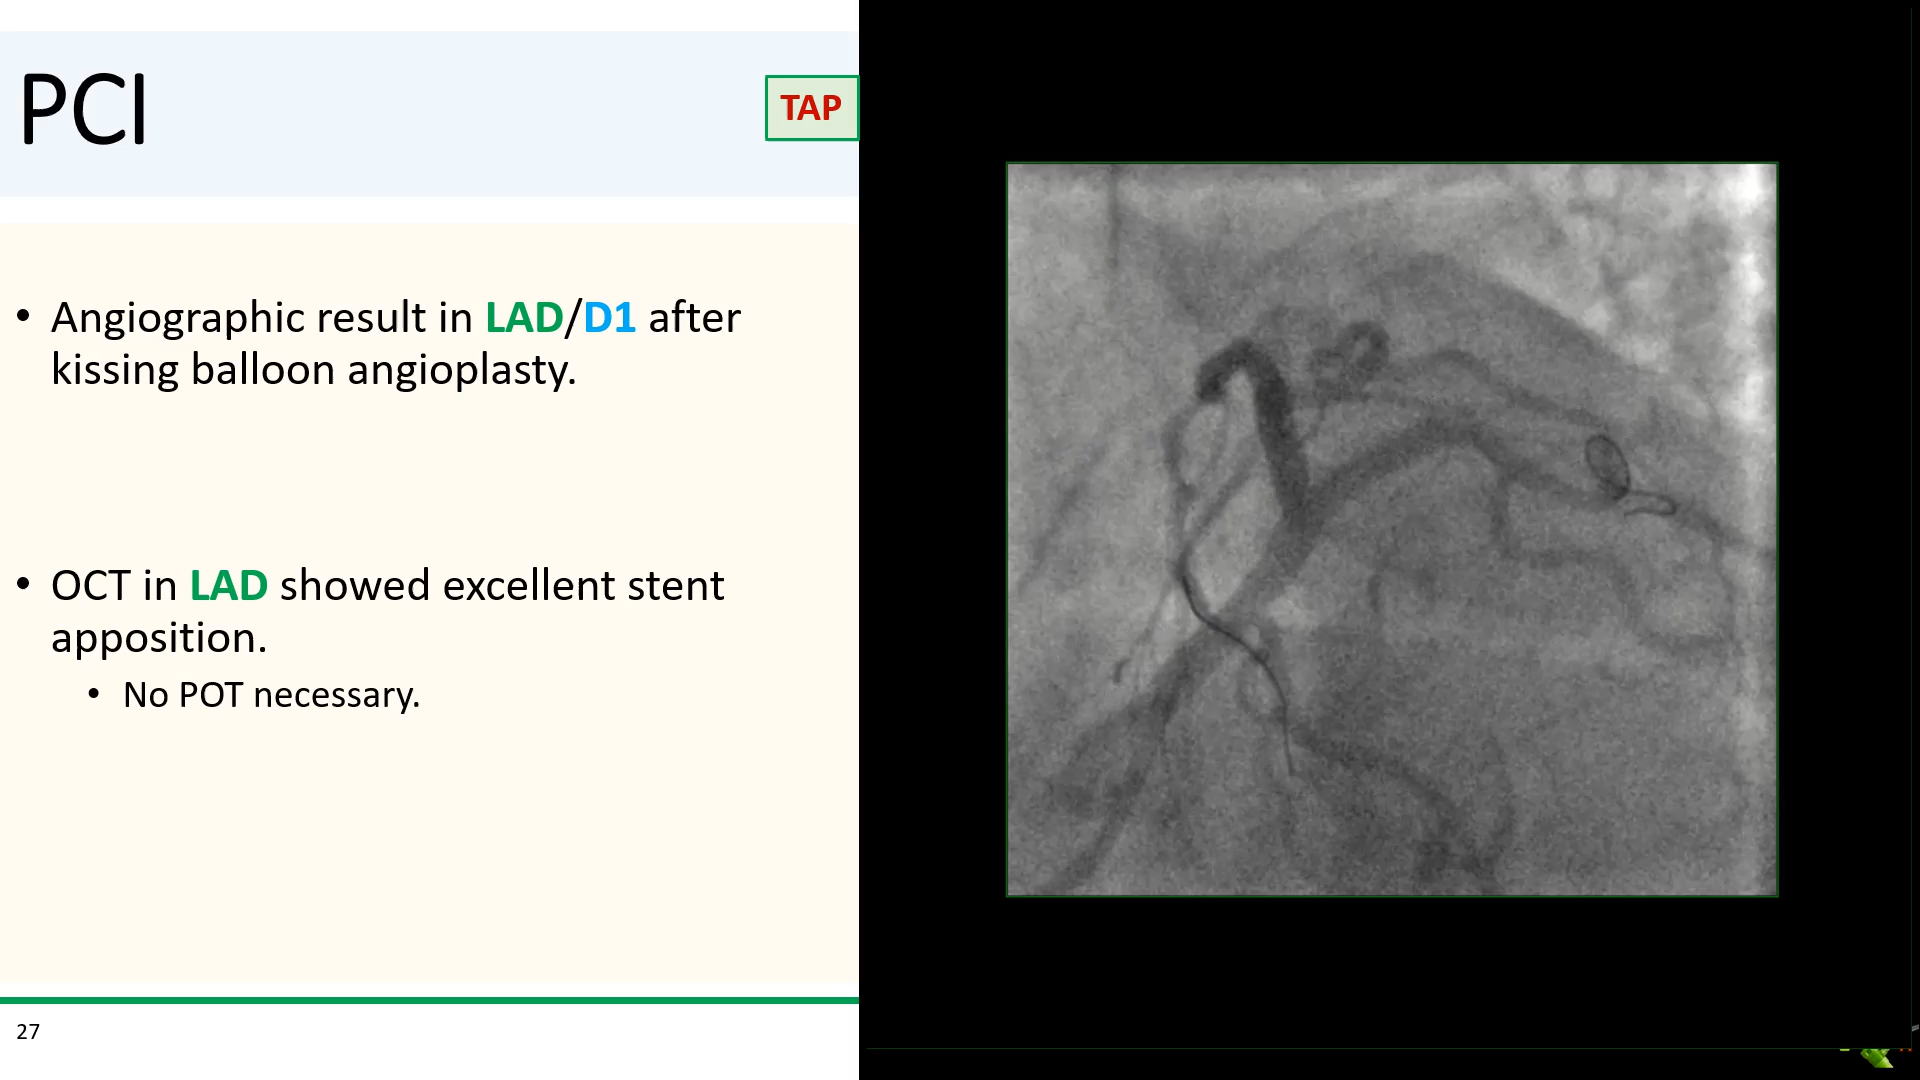 PCI
TAP
• Angiographic result in LAD/D1 after
kissing balloon angioplasty.
• OCT in LAD showed excellent stent
apposition.
• No POT necessary.
27